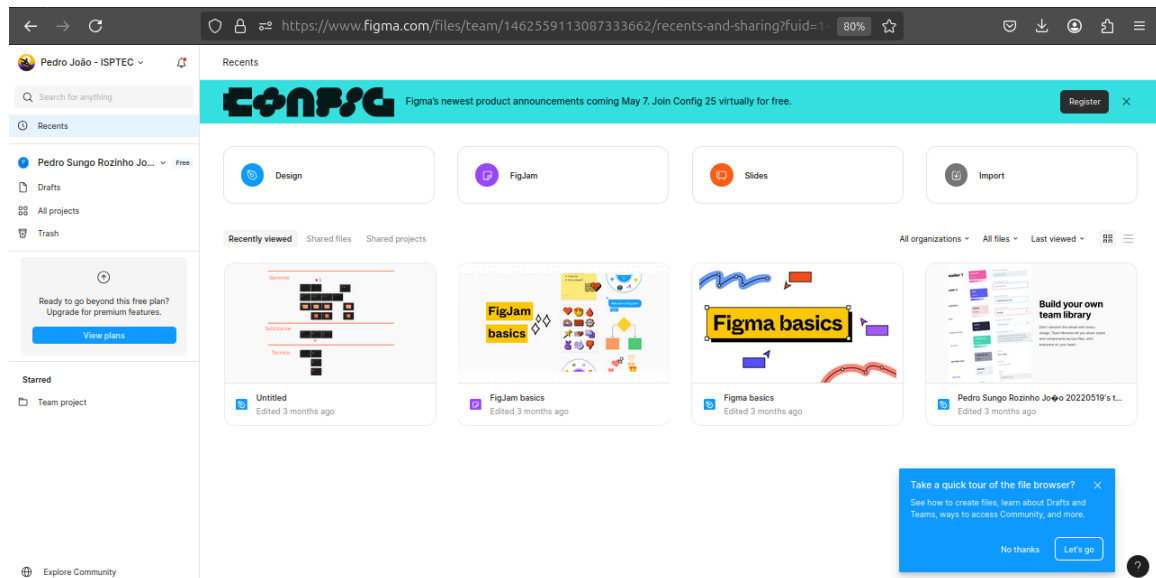 https://www.figma.com/files/team/1462559113087333662/recents-and-sharing?fuid=1
80%
Pedro João - ISPTEC
Recents
Search for anything
CONFIG
Figma's newest product announcements coming May 7. Join Config 25 virtually for free.
Register
Recents
Pedro Sungo Rozinho Jo...
Free
Drafts
All projects
Trash
Design
FigJam
Slides
Import
Recently viewed
Shared files
Shared projects
All organizations
All files
Last viewed
Ready to go beyond this free plan?
Upgrade for premium features.
View plans
Starred
Team project
Gerente
Solicitante
Técnico
FigJam
basics
Figma basics
Build your own
team library
Untitled
Edited 3 months ago
FigJam basics
Edited 3 months ago
Figma basics
Edited 3 months ago
Pedro Sungo Rozinho Jo�o 20220519's t...
Edited 3 months ago
Take a quick tour of the file browser?
See how to create files, learn about Drafts and
Teams, ways to access Community, and more.
No thanks
Let's go
Explore Community
?